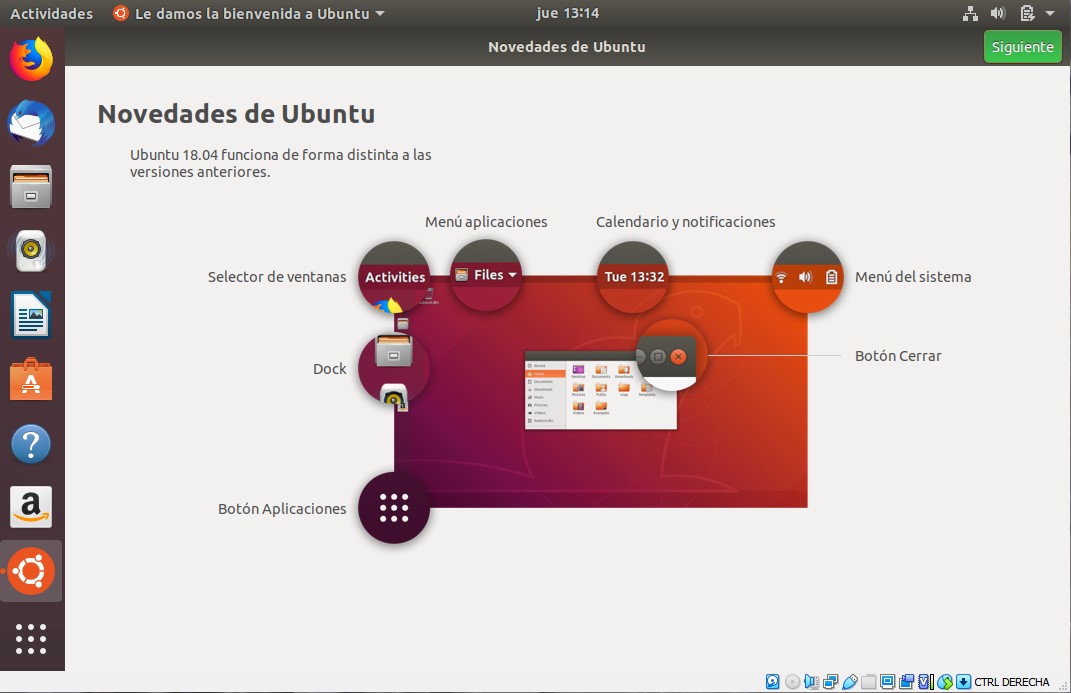 Actividades
Le damos la bienvenida a Ubuntu
jue 13:14
Novedades de Ubuntu
Siguiente
Novedades de Ubuntu
Ubuntu 18.04 funciona de forma distinta a las
versiones anteriores.
Menú aplicaciones
Calendario y notificaciones
Selector de ventanas
Activities
Files
Tue 13:32
Menú del sistema
Botón Cerrar
Dock
Botón Aplicaciones
CTRL DERECHA